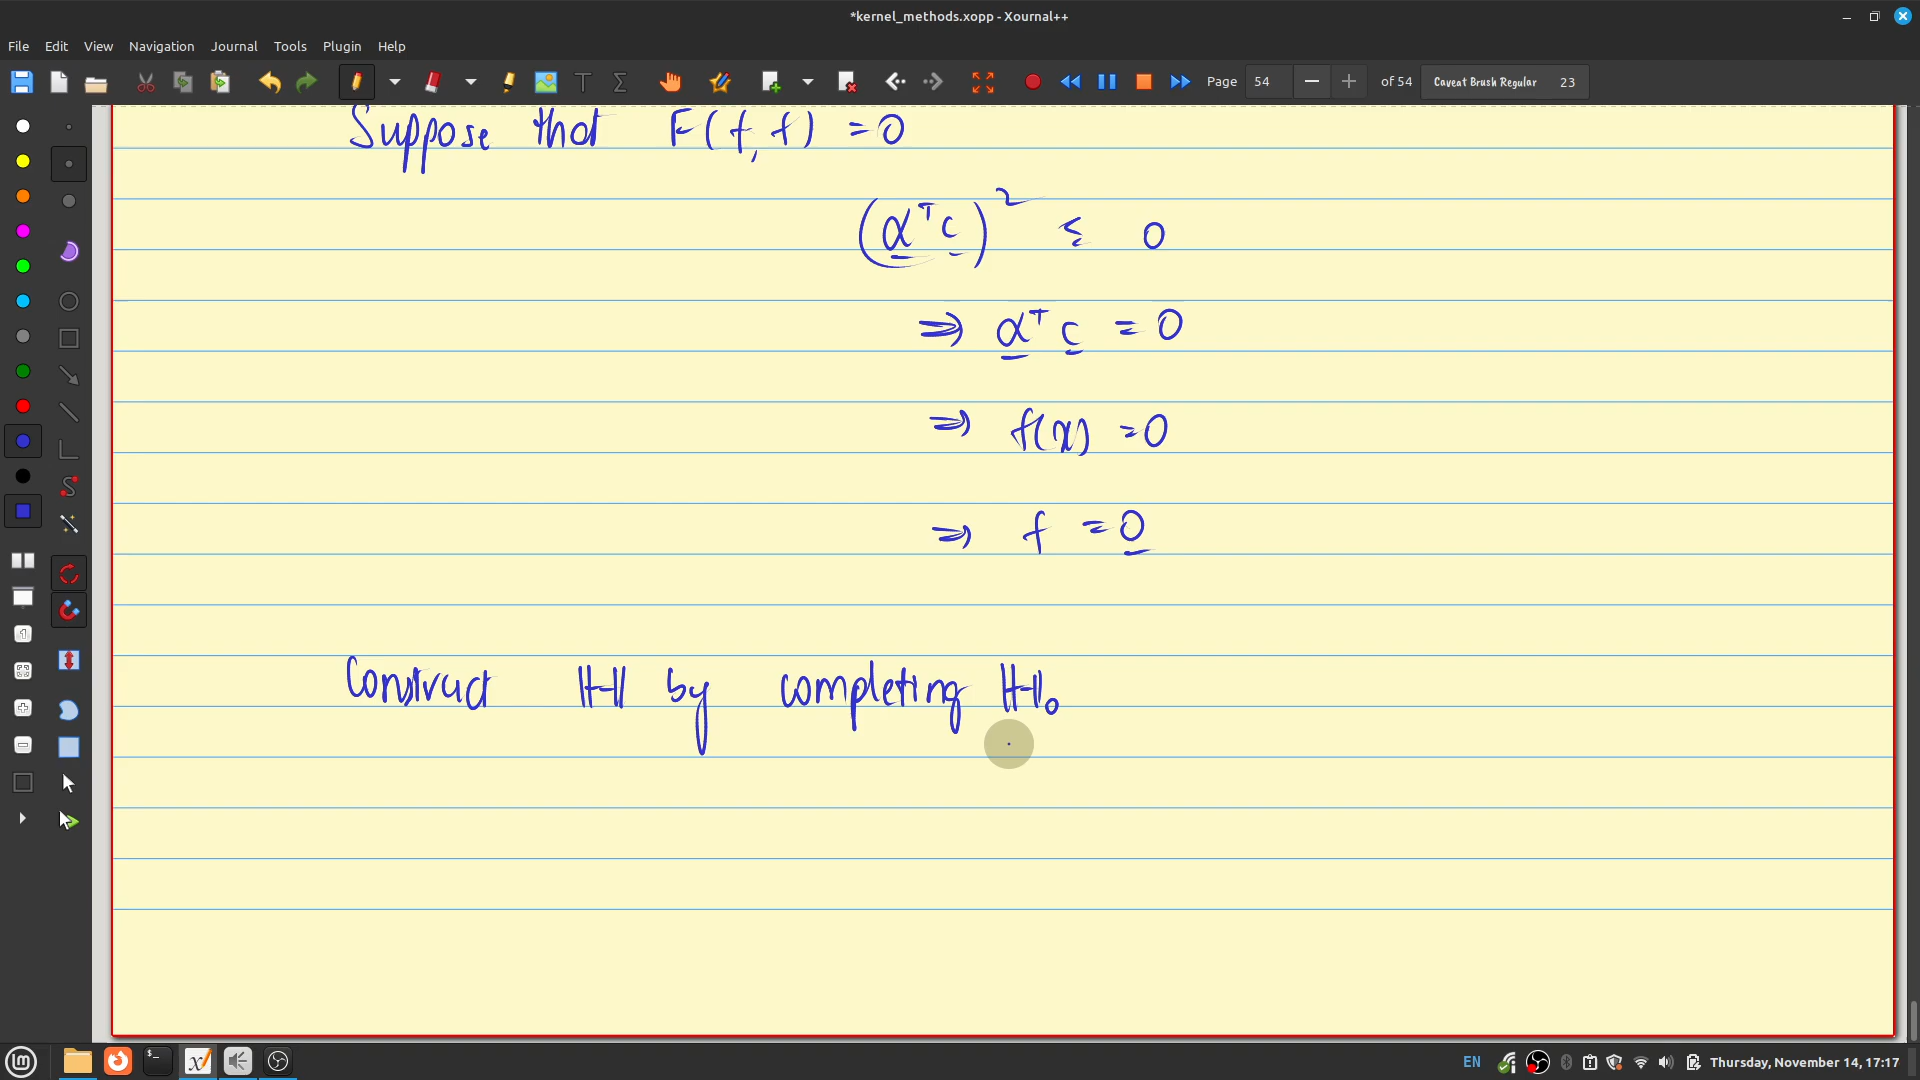 *kernel_methods.xopp - Xournal++
File Edit View Navigation Journal Tools Plugin Help
Page 54 of 54 Caveat Brush Regular 23
Suppose that F(f, f) = 0
(α^T c)^2 ≤ 0
⇒ α^T c = 0
⇒ f(x) = 0
⇒ f = 0
Construct H by completing H_0
EN Thursday, November 14, 17:17